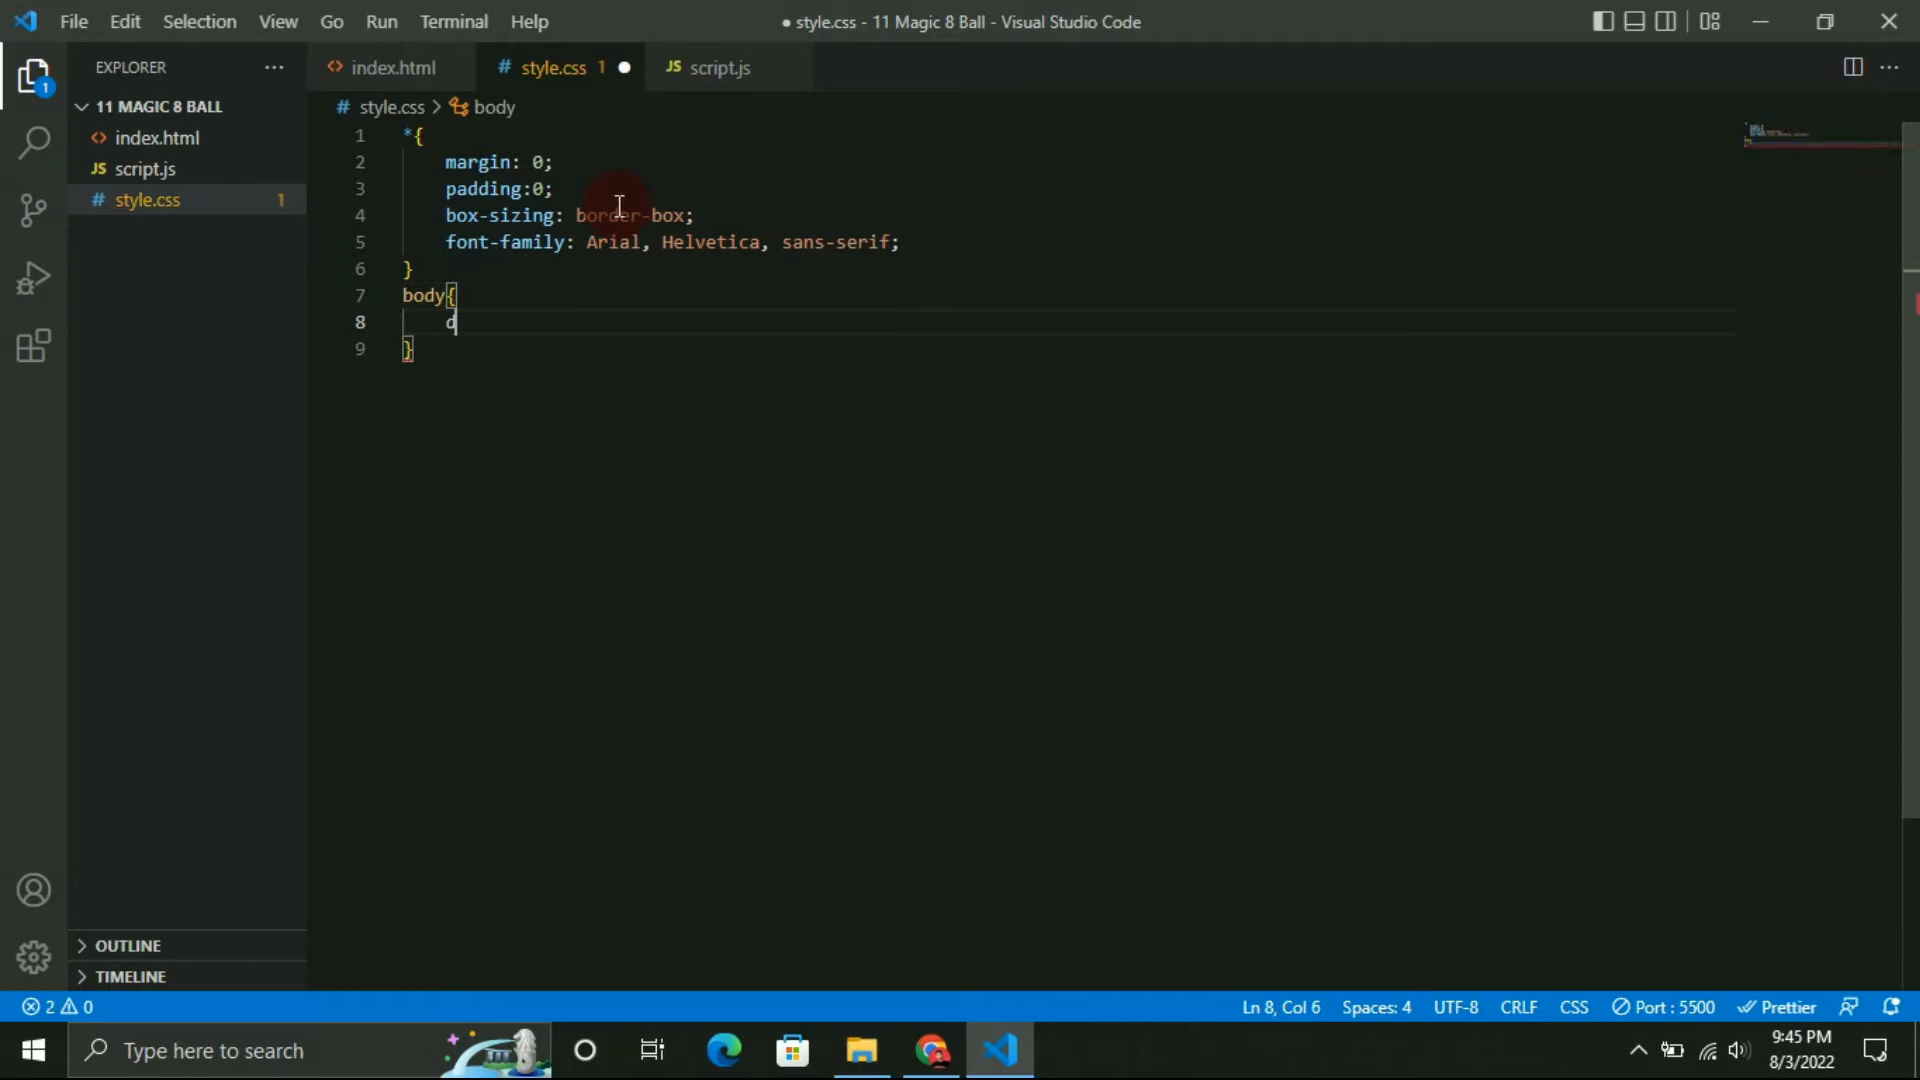 File Edit Selection View Go Run Terminal Help
● style.css - 11 Magic 8 Ball - Visual Studio Code
EXPLORER
index.html
style.css 1
JS script.js
11 MAGIC 8 BALL
index.html
JS script.js
# style.css 1
# style.css > body
1 *{
2 margin: 0;
3 padding:0;
4 box-sizing: border-box;
5 font-family: Arial, Helvetica, sans-serif;
6 }
7 body{
8 d
9 }
1
OUTLINE
TIMELINE
2 0
Ln 8, Col 6 Spaces: 4 UTF-8 CRLF CSS Port : 5500 Prettier
Type here to search
9:45 PM
8/3/2022